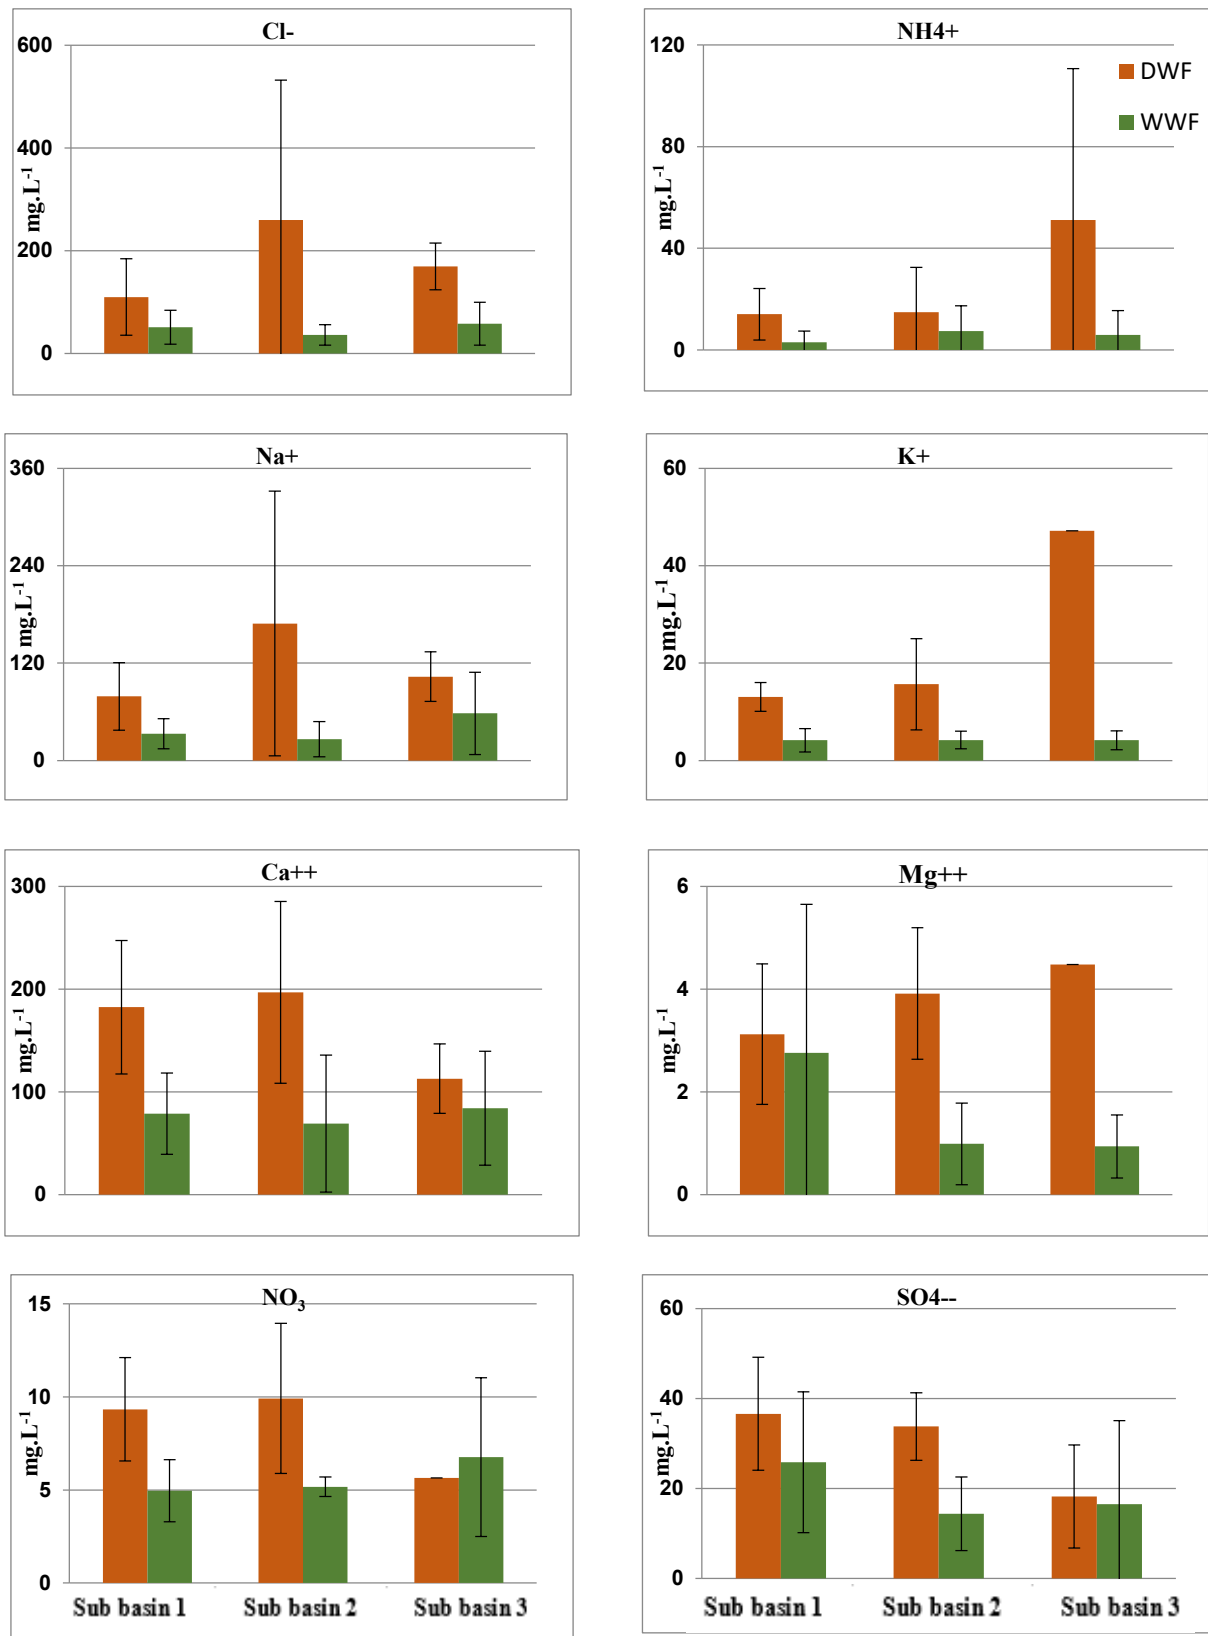 Cl-
600
400
200
0
mg.L-1
NH4+
120
80
40
0
mg.L-1
DWF
WWF
Na+
360
240
120
0
mg.L-1
K+
60
40
20
0
mg.L-1
Ca++
300
200
100
0
mg.L-1
Mg++
6
4
2
0
mg.L-1
NO3
15
10
5
0
mg.L-1
Sub basin 1 Sub basin 2 Sub basin 3
SO4--
60
40
20
0
mg.L-1
Sub basin 1 Sub basin 2 Sub basin 3